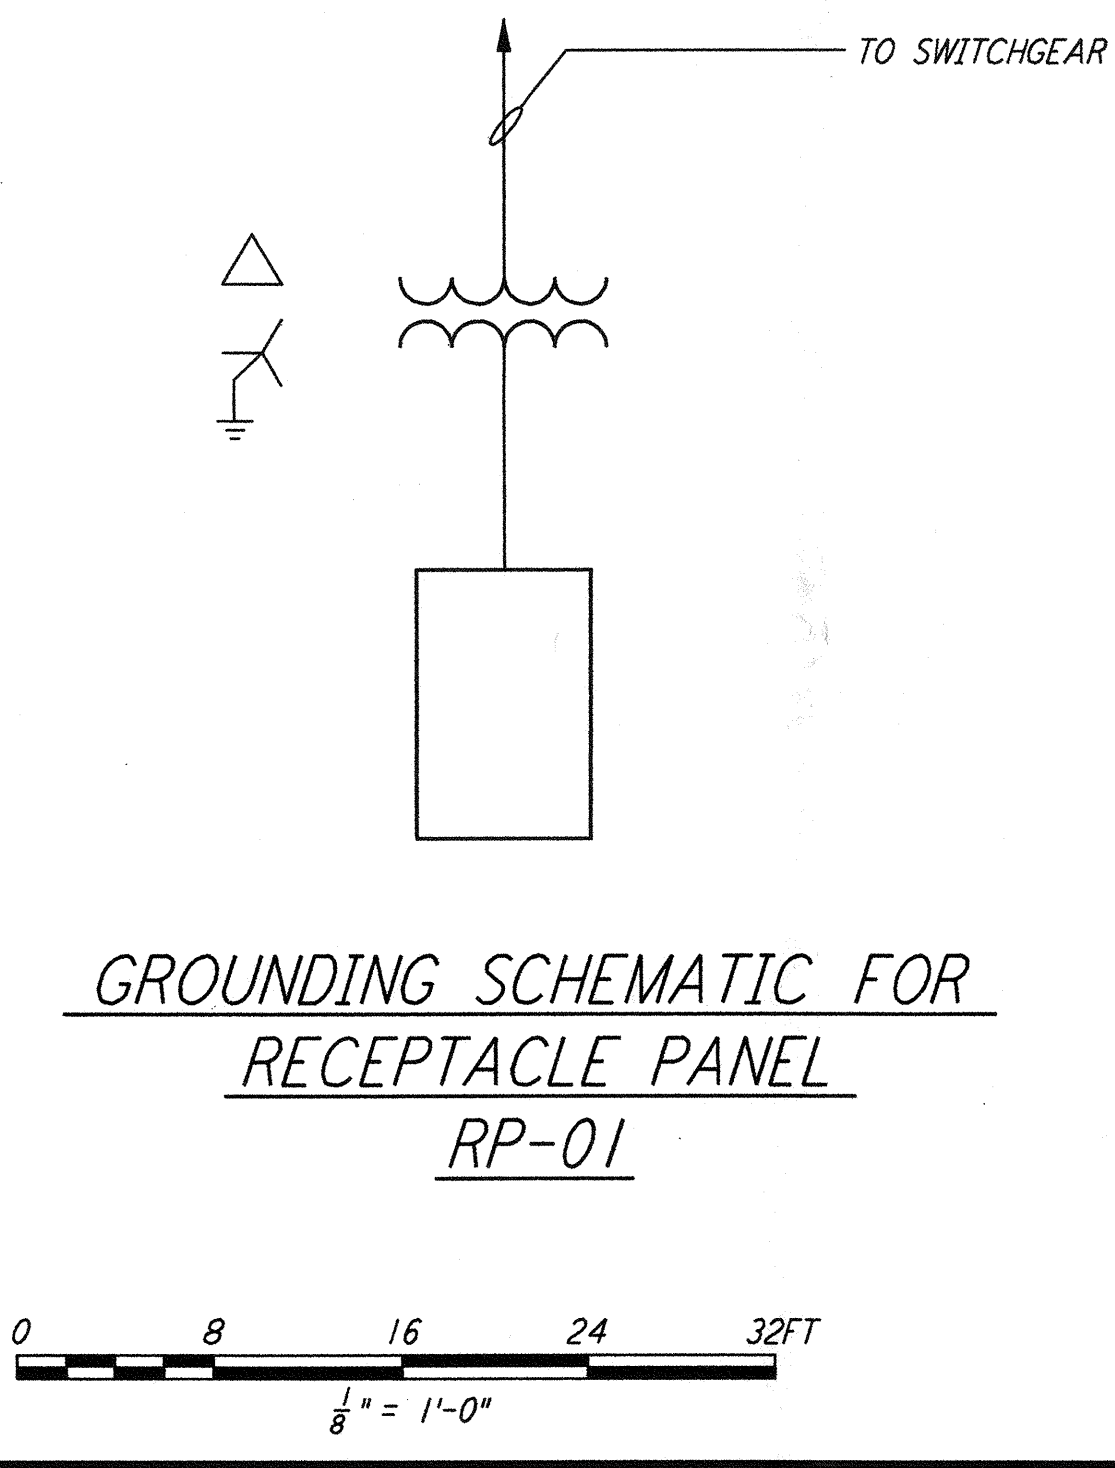 TO SWITCHGEAR
GROUNDING SCHEMATIC FOR
RECEPTACLE PANEL
RP-01
0 8 16 24 32FT
1/8" = 1'-0"